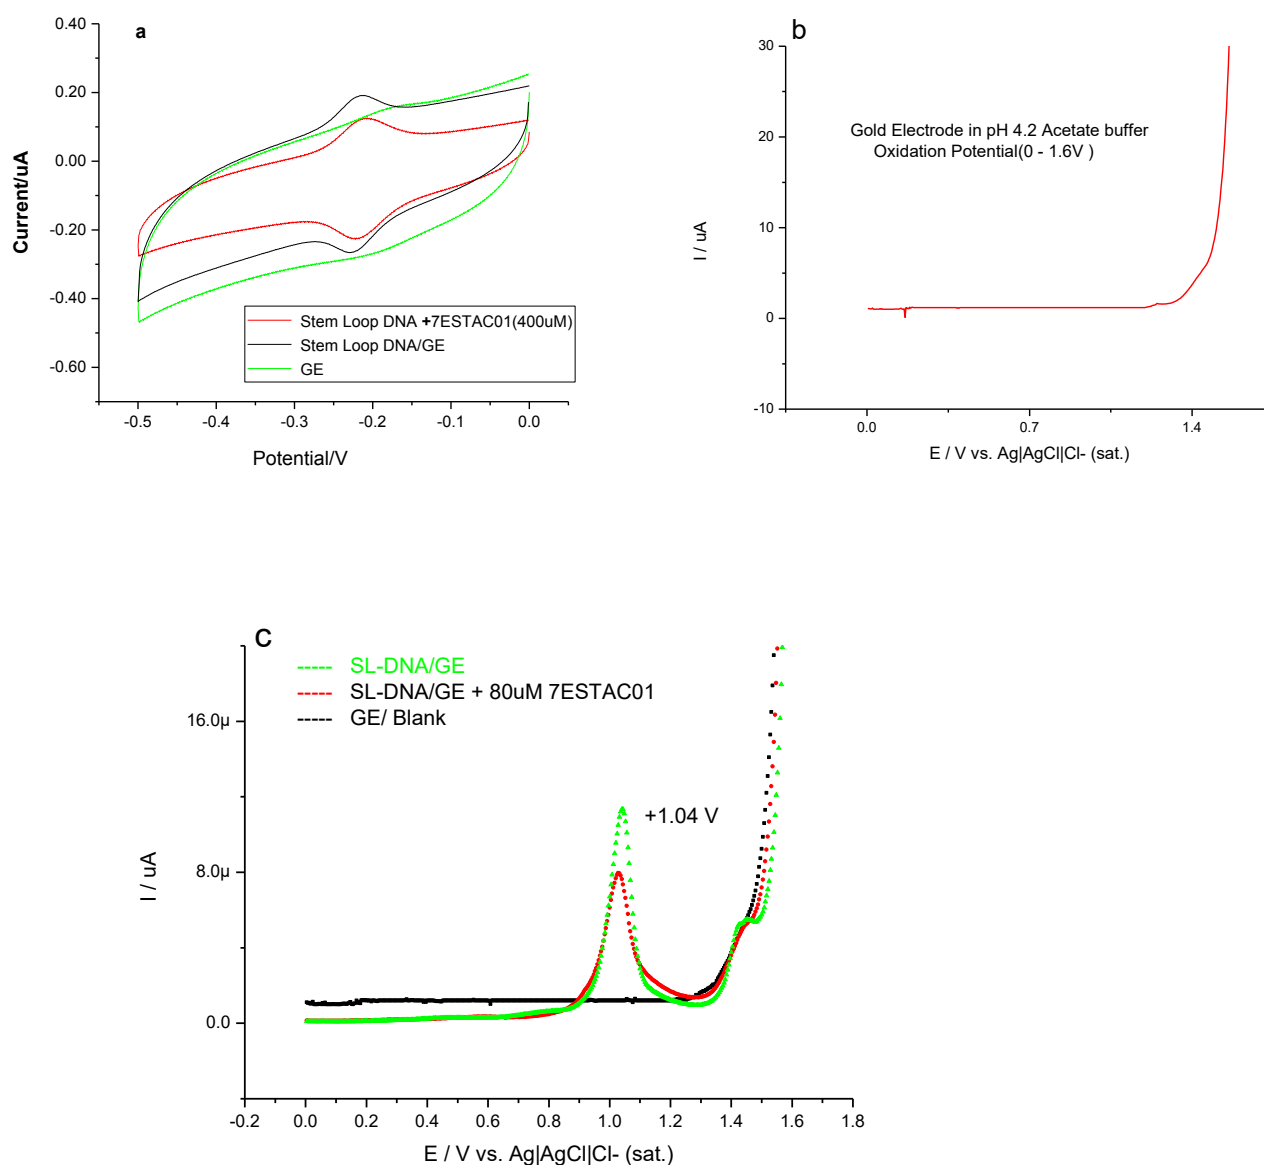 a
0.40
0.20
0.00
-0.20
-0.40
-0.60
Current/uA
Stem Loop DNA +7ESTAC01(400uM)
Stem Loop DNA/GE
GE
-0.5
-0.4
-0.3
-0.2
-0.1
0.0
Potential/V
b
30
20
10
0
-10
I / uA
Gold Electrode in pH 4.2 Acetate buffer
Oxidation Potential(0 - 1.6V )
0.0
0.7
1.4
E / V vs. Ag|AgCl|Cl- (sat.)
c
SL-DNA/GE
SL-DNA/GE + 80uM 7ESTAC01
GE/ Blank
16.0µ
8.0µ
0.0
I / uA
+1.04 V
-0.2
0.0
0.2
0.4
0.6
0.8
1.0
1.2
1.4
1.6
1.8
E / V vs. Ag|AgCl|Cl- (sat.)